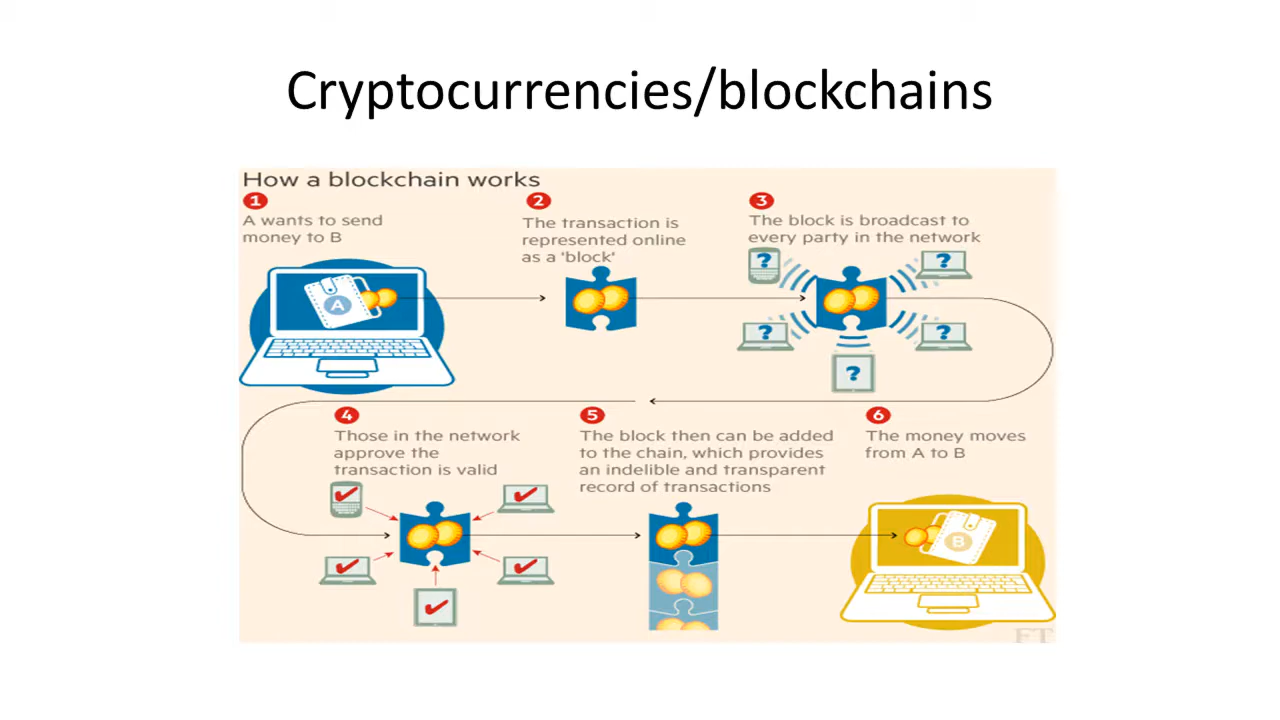 Cryptocurrencies/blockchains
How a blockchain works
1
A wants to send
money to B
2
The transaction is
represented online
as a 'block'
3
The block is broadcast to
every party in the network
A
?
?
?
?
?
4
Those in the network
approve the
transaction is valid
5
The block then can be added
to the chain, which provides
an indelible and transparent
record of transactions
6
The money moves
from A to B
B
FT